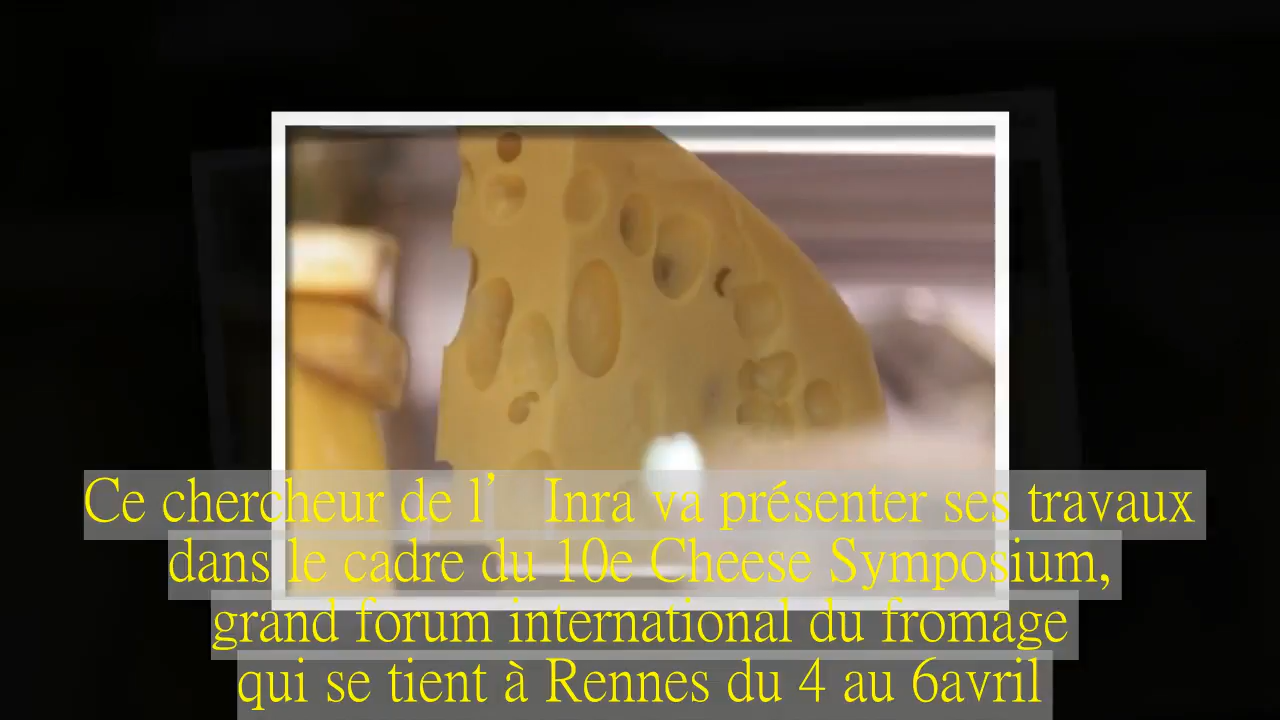 Ce chercheur de l’ Inra va présenter ses travaux
dans le cadre du 10e Cheese Symposium,
grand forum international du fromage
qui se tient à Rennes du 4 au 6avril